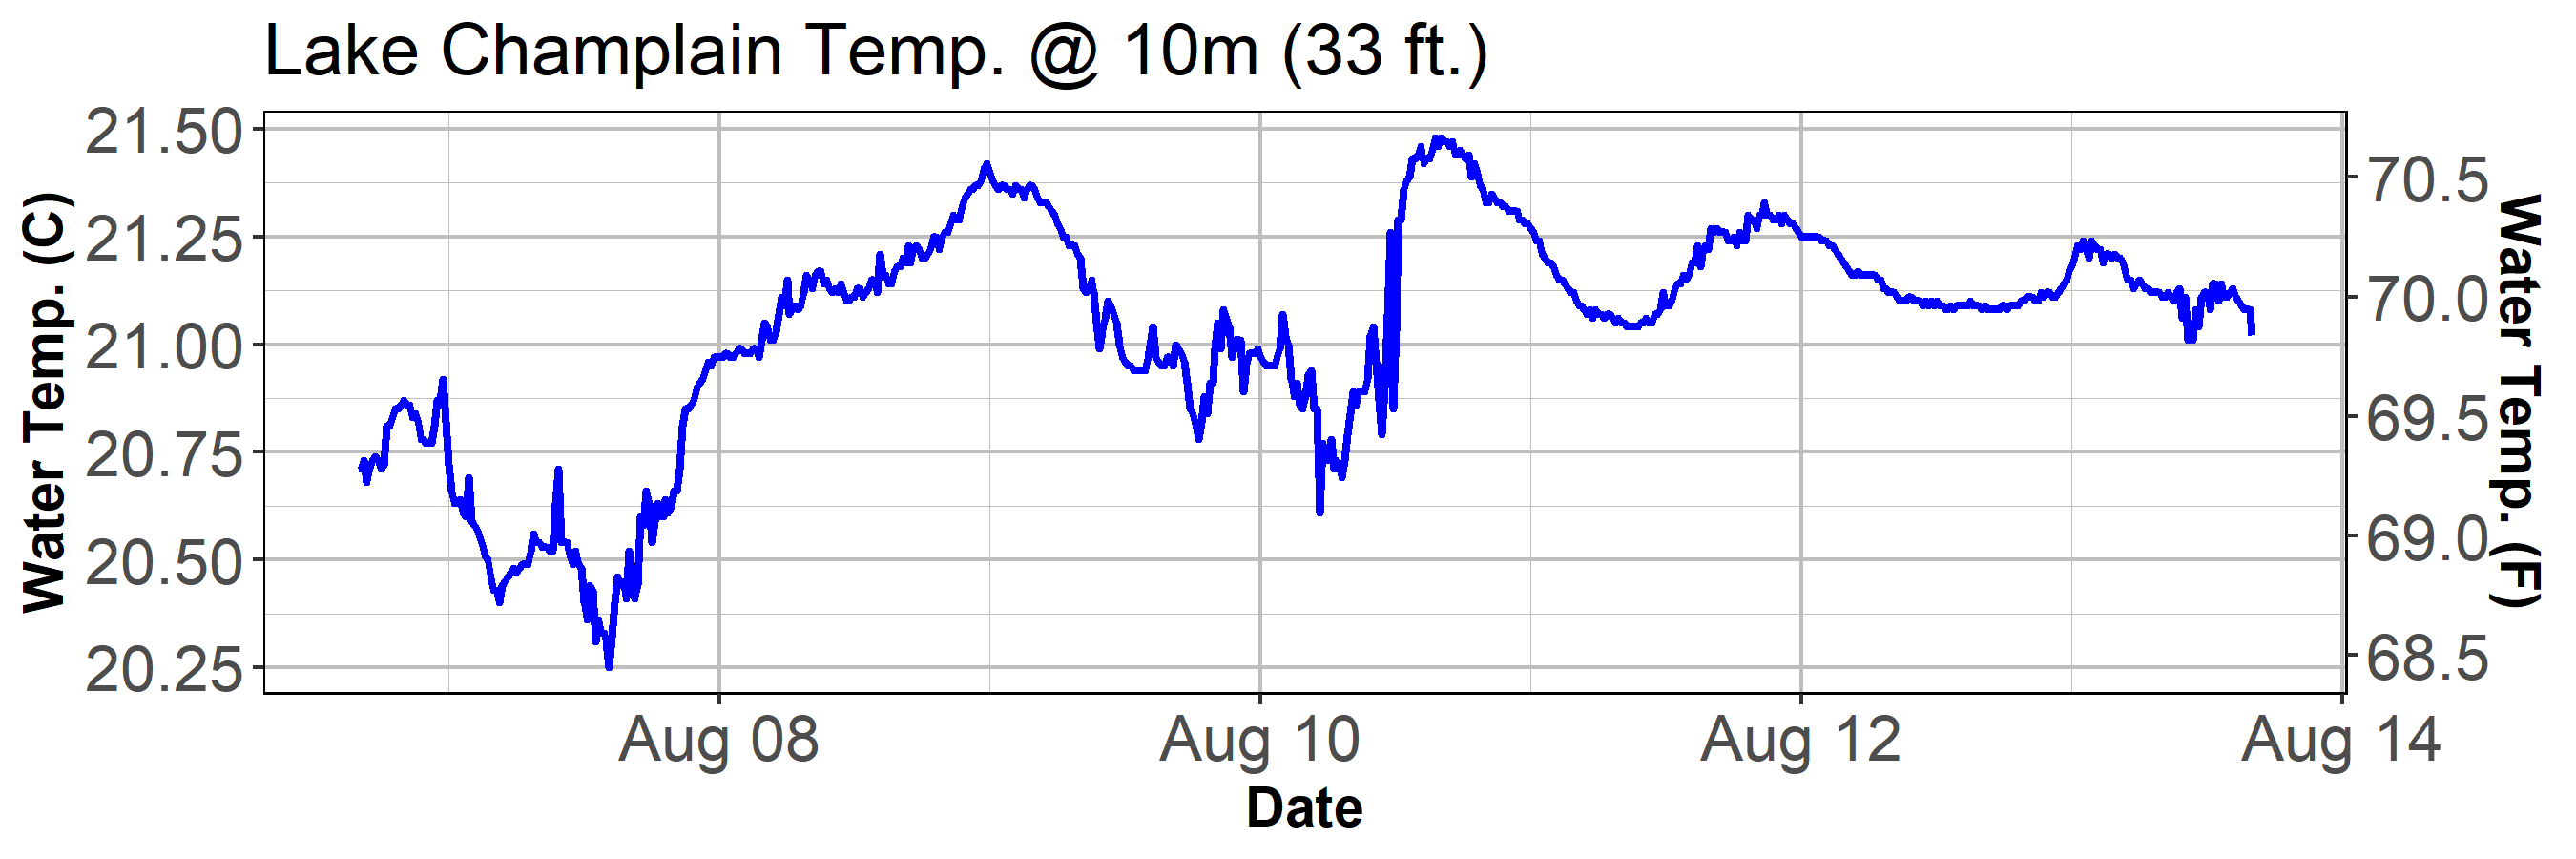 Lake Champlain Temp. @ 10m (33 ft.)
Water Temp. (C)
21.50
21.25
21.00
20.75
20.50
20.25
70.5
70.0
69.5
69.0
68.5
Water Temp. (F)
Aug 08 Aug 10 Aug 12 Aug 14
Date